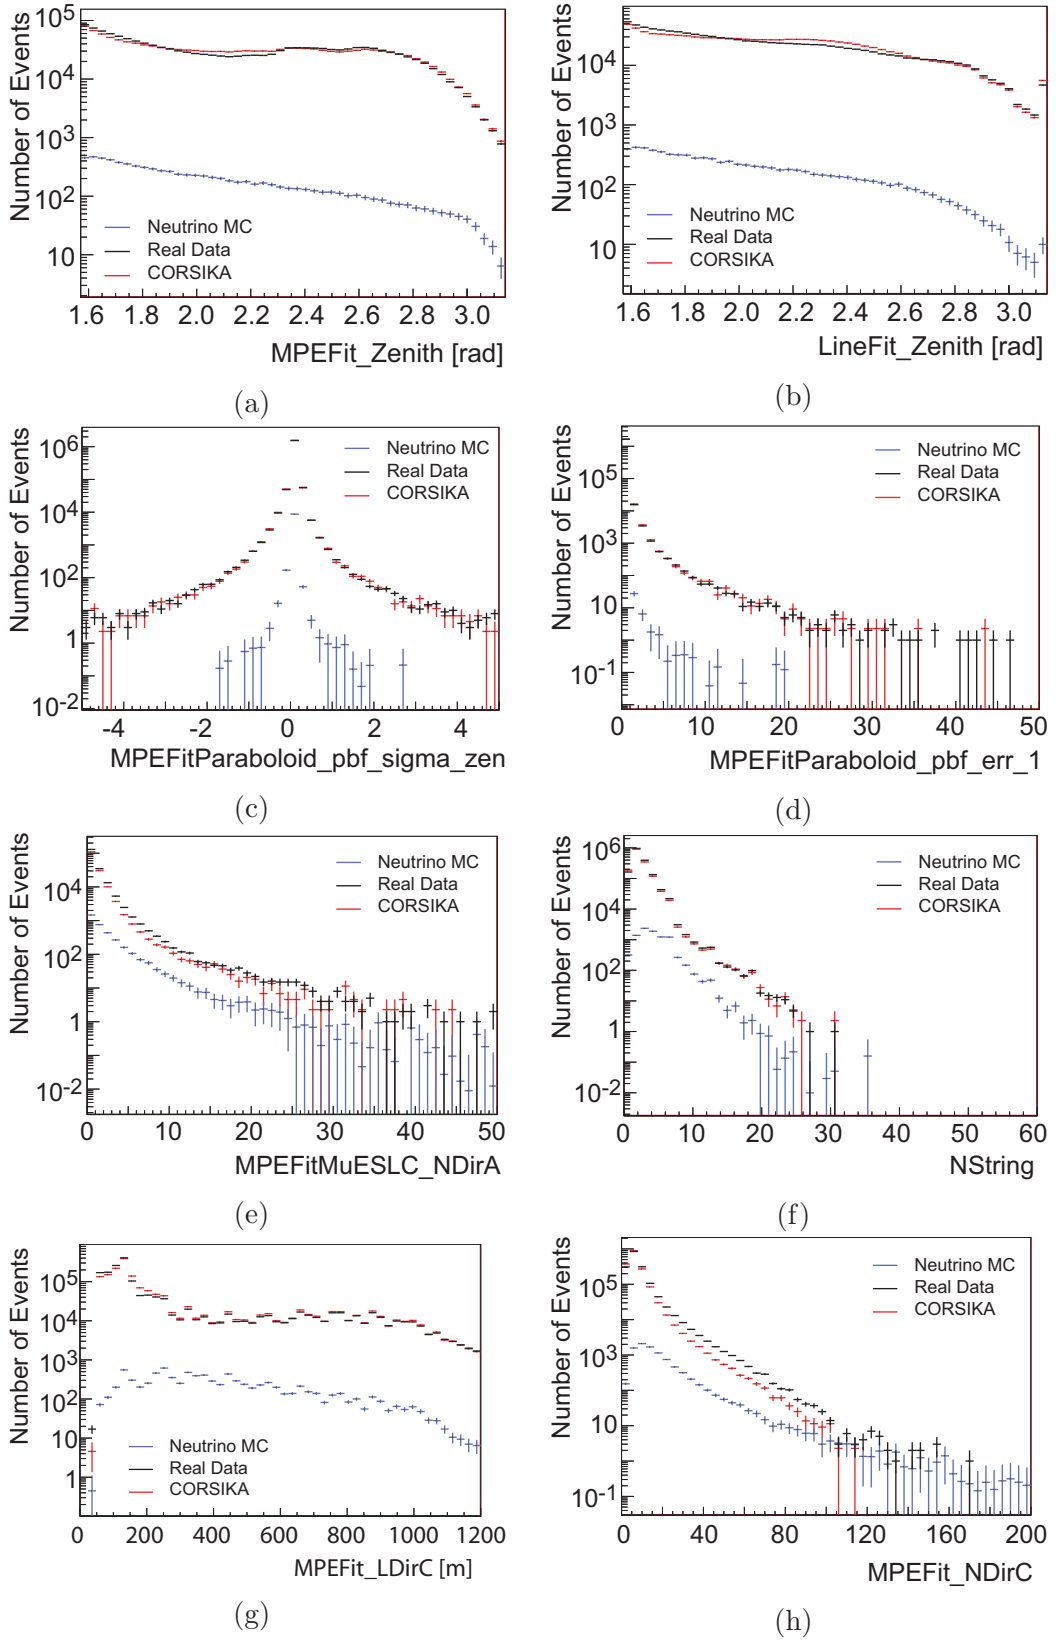 Number of Events
10^5
10^4
10^3
10^2
10
Neutrino MC
Real Data
CORSIKA
1.6 1.8 2.0 2.2 2.4 2.6 2.8 3.0
MPEFit_Zenith [rad]
(a)
Number of Events
10^4
10^3
10^2
10
Neutrino MC
Real Data
CORSIKA
1.6 1.8 2.0 2.2 2.4 2.6 2.8 3.0
LineFit_Zenith [rad]
(b)
Number of Events
10^6
10^4
10^2
1
10^-2
Neutrino MC
Real Data
CORSIKA
-4 -2 0 2 4
MPEFitParaboloid_pbf_sigma_zen
(c)
Number of Events
10^5
10^3
10
10^-1
Neutrino MC
Real Data
CORSIKA
0 10 20 30 40 50
MPEFitParaboloid_pbf_err_1
(d)
Number of Events
10^4
10^2
1
10^-2
Neutrino MC
Real Data
CORSIKA
0 10 20 30 40 50
MPEFitMuESLC_NDirA
(e)
Number of Events
10^6
10^4
10^2
1
10^-2
Neutrino MC
Real Data
CORSIKA
0 10 20 30 40 50 60
NString
(f)
Number of Events
10^5
10^4
10^3
10^2
10
1
Neutrino MC
Real Data
CORSIKA
0 200 400 600 800 1000 1200
MPEFit_LDirC [m]
(g)
Number of Events
10^5
10^3
10
10^-1
Neutrino MC
Real Data
CORSIKA
0 40 80 120 160 200
MPEFit_NDirC
(h)